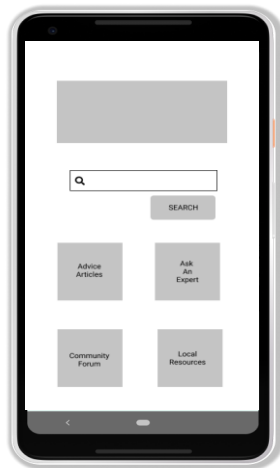 SEARCH
Advice
Articles
Ask
An
Expert
Community
Forum
Local
Resources